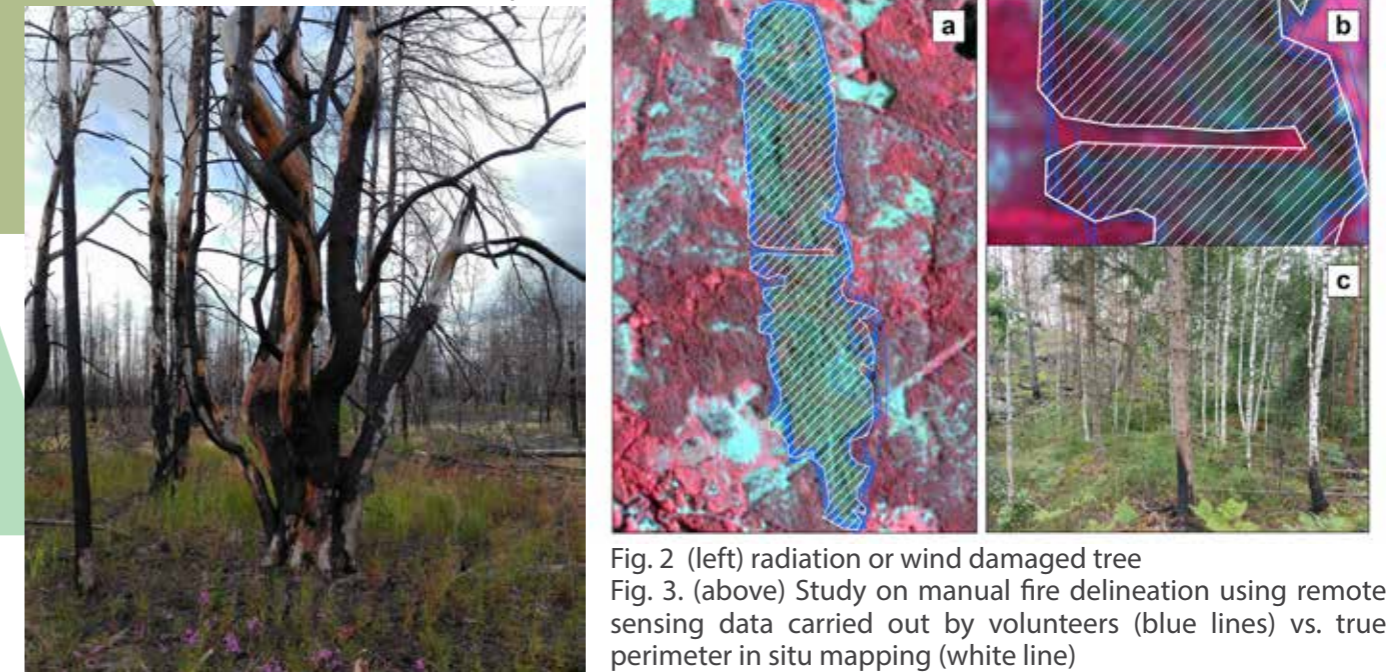 a
b
c
Fig. 2 (left) radiation or wind damaged tree
Fig. 3. (above) Study on manual fire delineation using remote
sensing data carried out by volunteers (blue lines) vs. true
perimeter in situ mapping (white line)